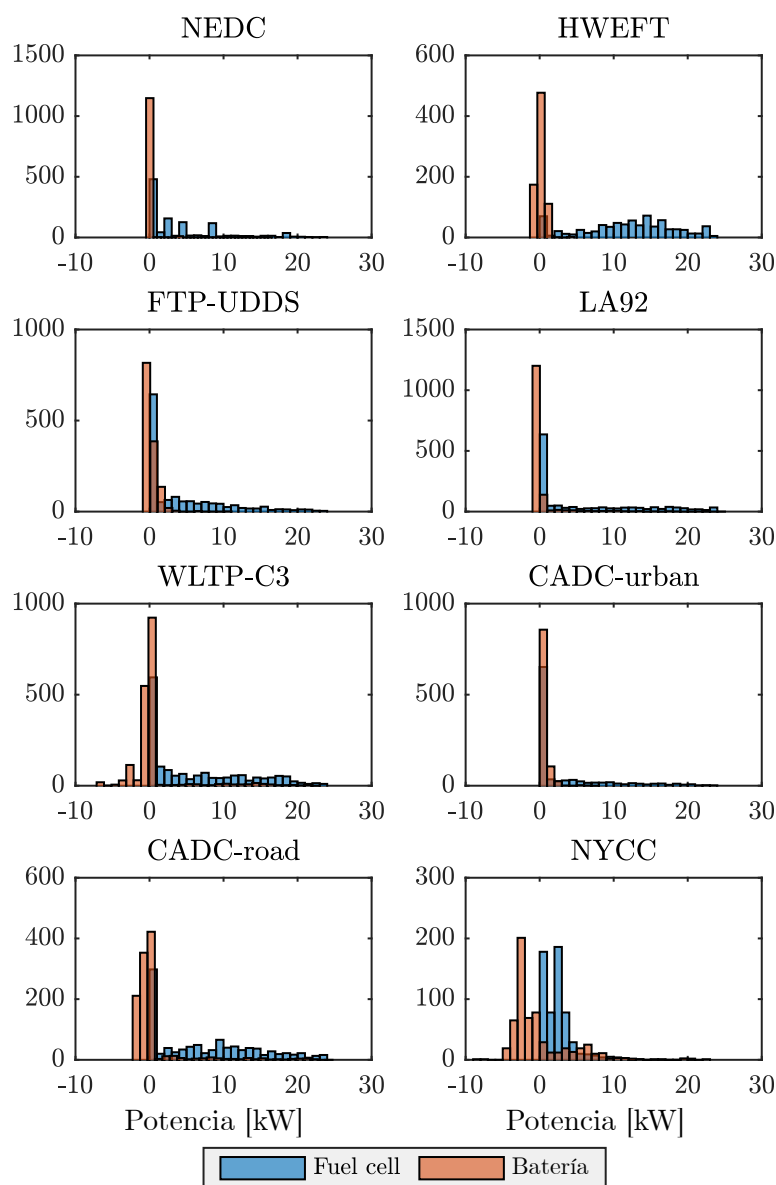 NEDC
HWEFT
1500
1000
500
0
-10 0 10 20 30
600
400
200
0
-10 0 10 20 30
FTP-UDDS
LA92
1000
500
0
-10 0 10 20 30
1500
1000
500
0
-10 0 10 20 30
WLTP-C3
CADC-urban
1000
500
0
-10 0 10 20 30
1000
500
0
-10 0 10 20 30
CADC-road
NYCC
600
400
200
0
-10 0 10 20 30
300
200
100
0
-10 0 10 20 30
Potencia [kW]
Potencia [kW]
Fuel cell
Batería